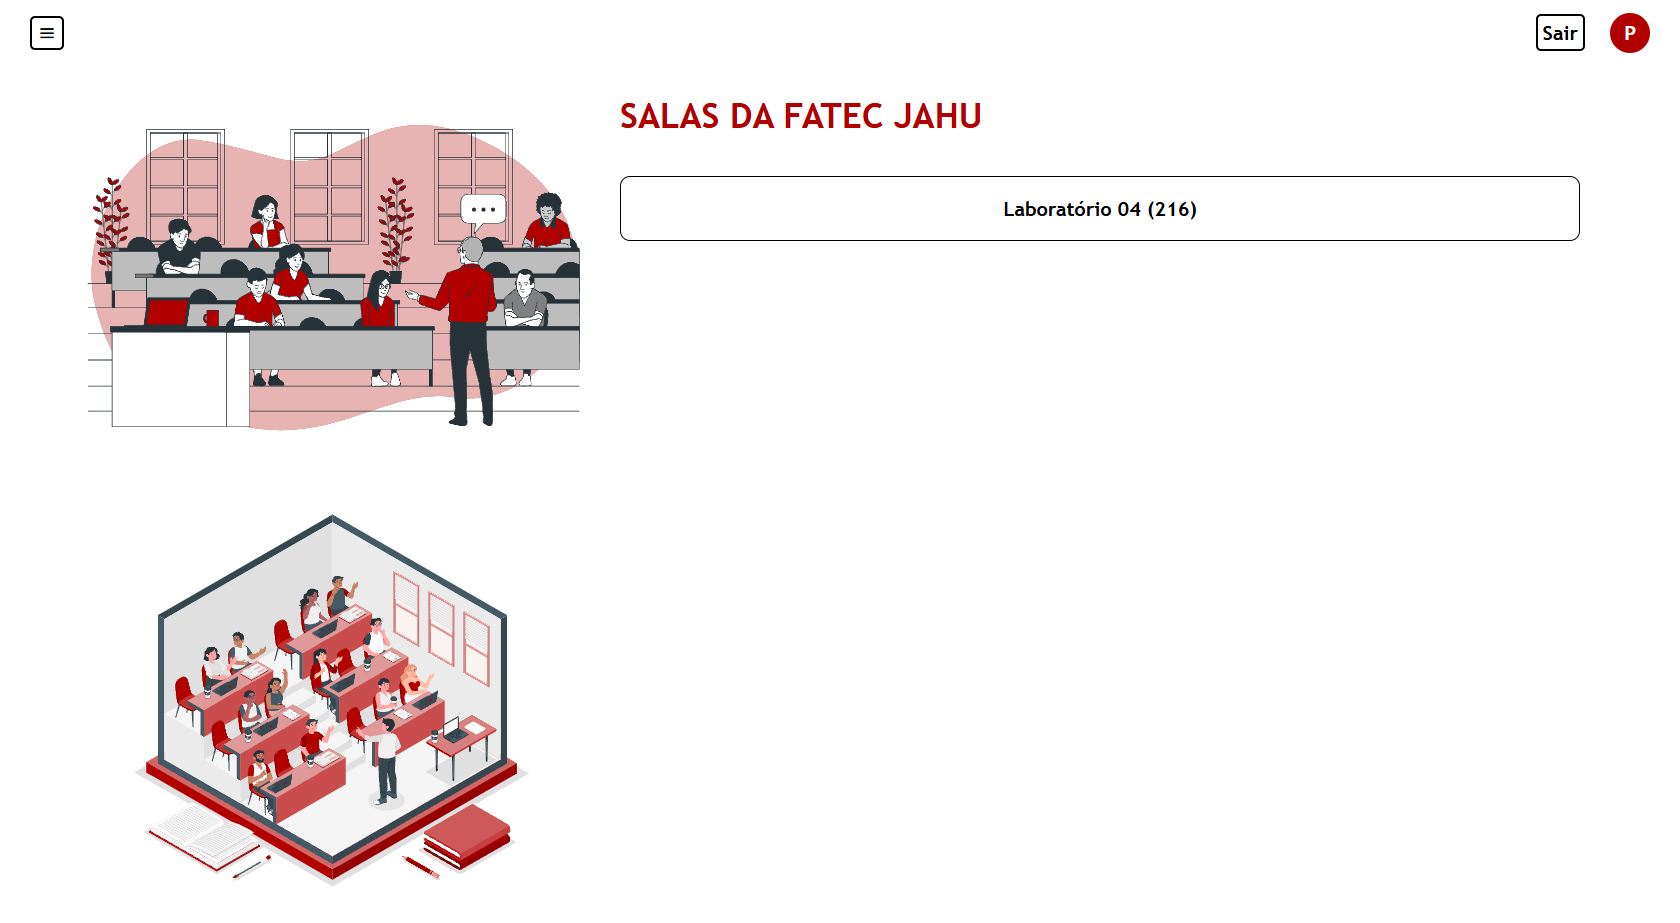 Sair
P
SALAS DA FATEC JAHU
Laboratório 04 (216)